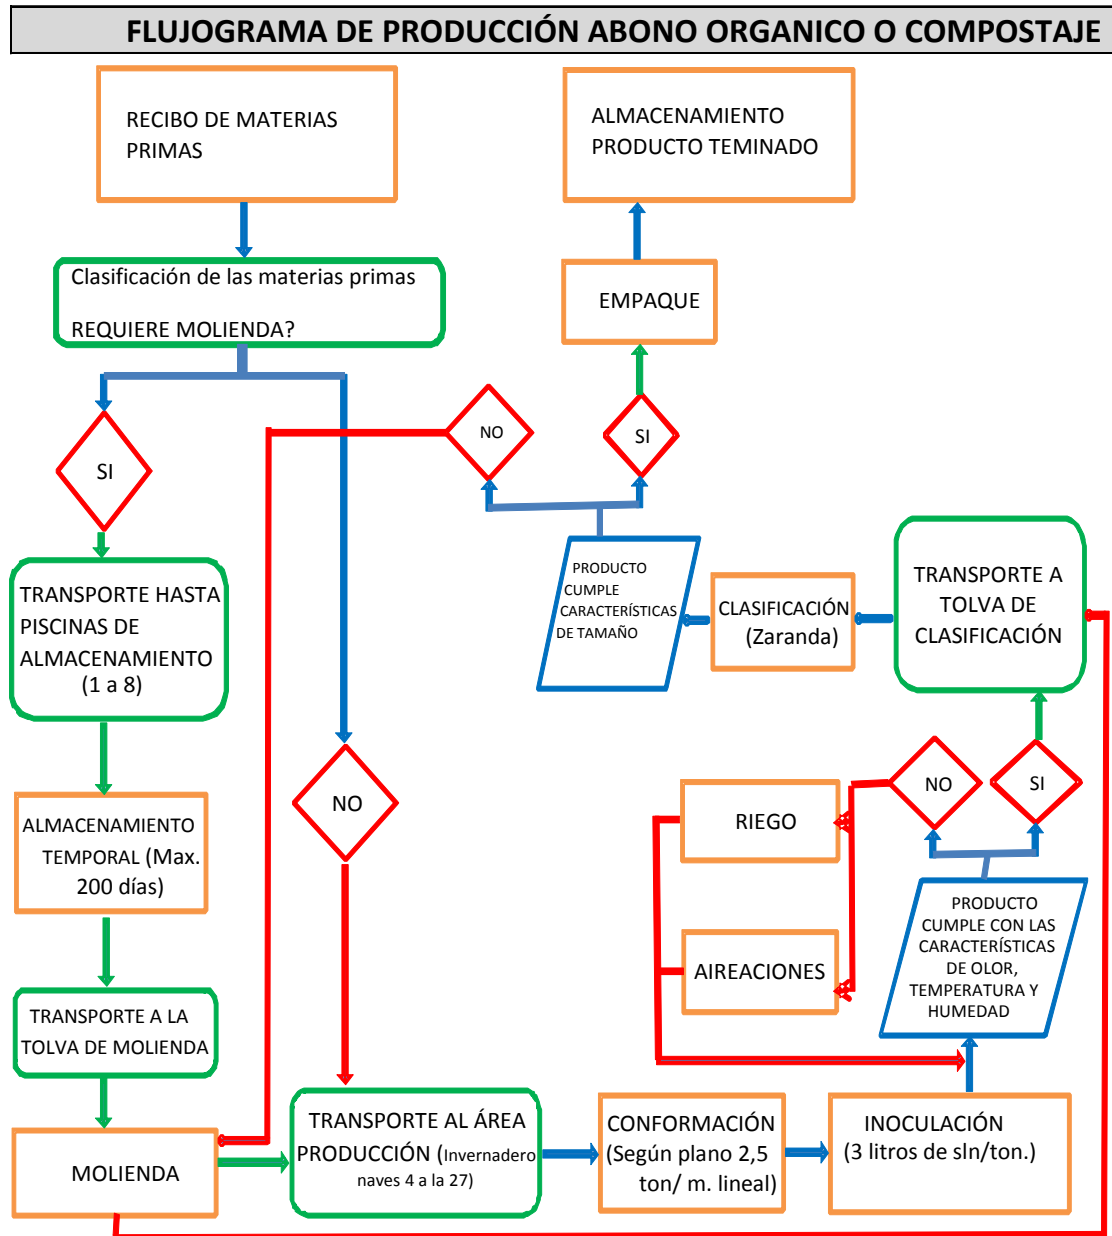 FLUJOGRAMA DE PRODUCCIÓN ABONO ORGANICO O COMPOSTAJE
RECIBO DE MATERIAS
PRIMAS
ALMACENAMIENTO
PRODUCTO TEMINADO
Clasificación de las materias primas
REQUIERE MOLIENDA?
EMPAQUE
SI
NO
SI
TRANSPORTE HASTA
PISCINAS DE
ALMACENAMIENTO
(1 a 8)
PRODUCTO
CUMPLE
CARACTERÍSTICAS
DE TAMAÑO
CLASIFICACIÓN
(Zaranda)
TRANSPORTE A
TOLVA DE
CLASIFICACIÓN
NO
ALMACENAMIENTO
TEMPORAL (Max.
200 días)
RIEGO
NO
SI
AIREACIONES
PRODUCTO
CUMPLE CON LAS
CARACTERÍSTICAS
DE OLOR,
TEMPERATURA Y
HUMEDAD
TRANSPORTE A LA
TOLVA DE MOLIENDA
MOLIENDA
TRANSPORTE AL ÁREA
PRODUCCIÓN (Invernadero
naves 4 a la 27)
CONFORMACIÓN
(Según plano 2,5
ton/ m. lineal)
INOCULACIÓN
(3 litros de sln/ton.)